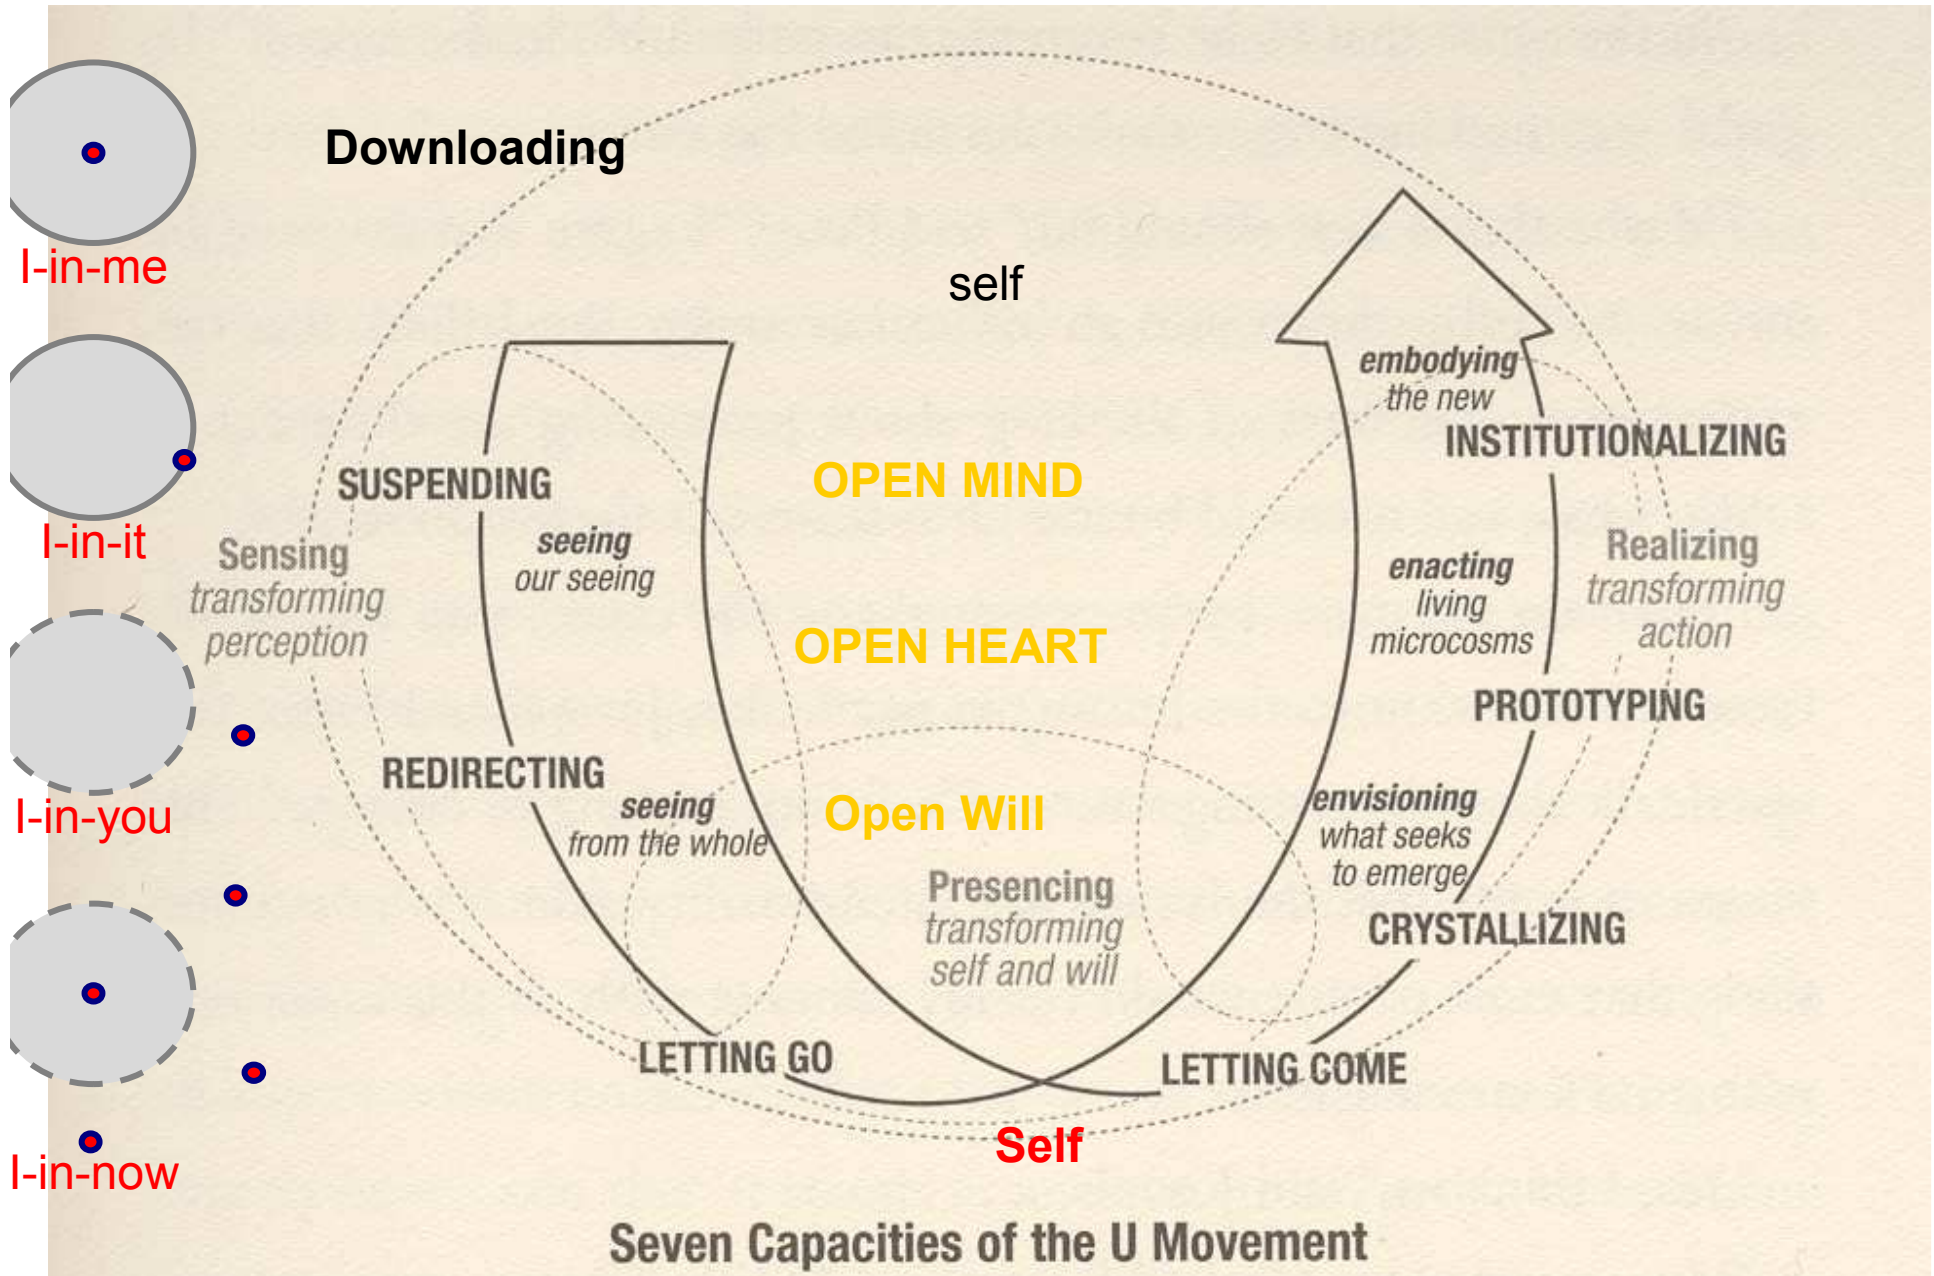 Downloading
I-in-me
self
embodying
the new
INSTITUTIONALIZING
SUSPENDING
OPEN MIND
I-in-it
Sensing
transforming
perception
seeing
our seeing
enacting
living
microcosms
Realizing
transforming
action
OPEN HEART
PROTOTYPING
REDIRECTING
I-in-you
seeing
from the whole
Open Will
envisioning
what seeks
to emerge
Presencing
transforming
self and will
CRYSTALLIZING
LETTING GO
LETTING COME
Self
I-in-now
Seven Capacities of the U Movement